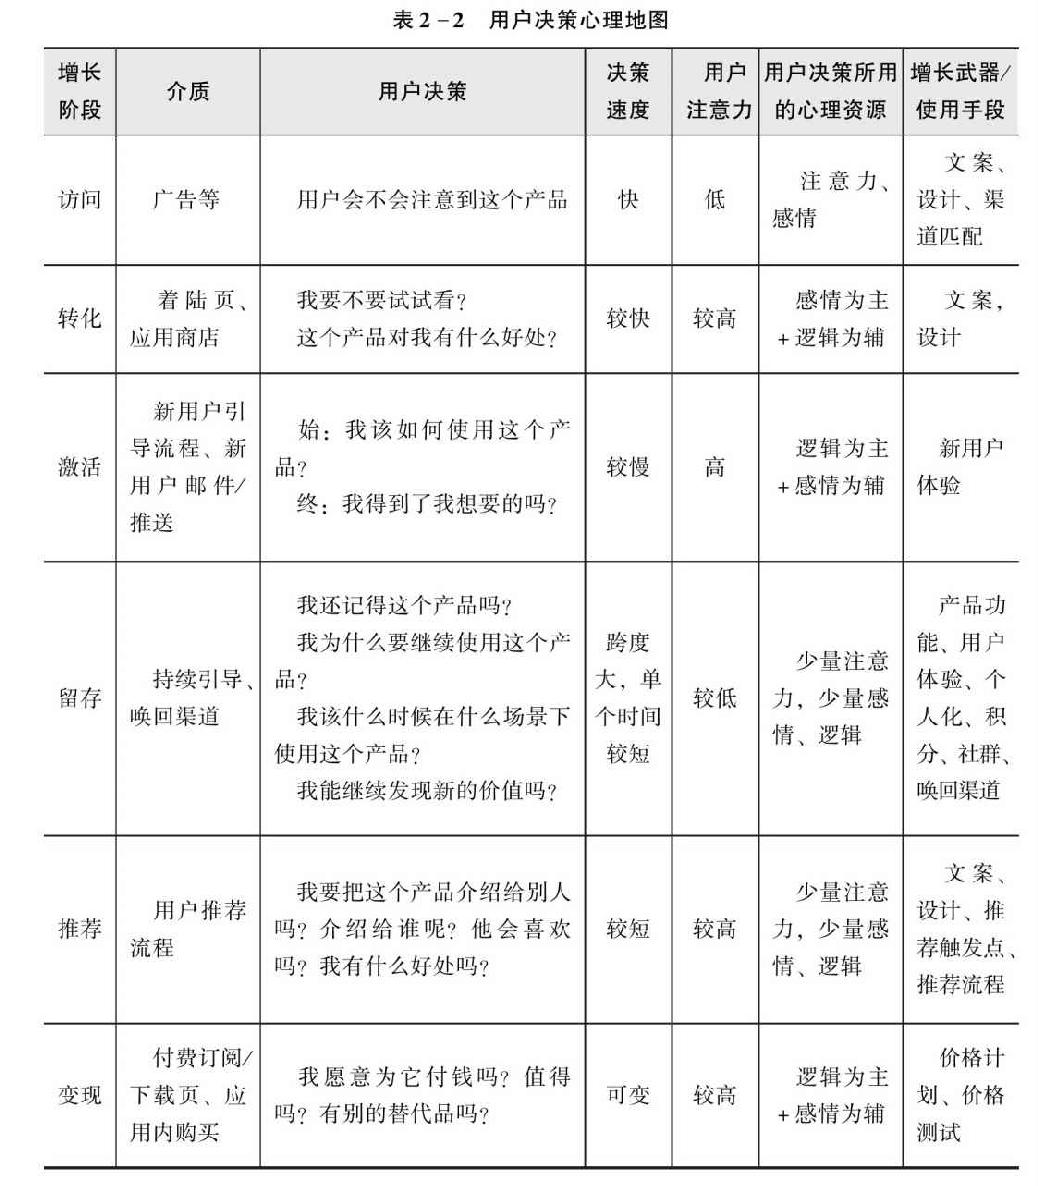 表2-2 用户决策心理地图
增长
阶段
介质
用户决策
决策
速度
用户
注意力
用户决策所用
的心理资源
增长武器/
使用手段
访问
广告等
用户会不会注意到这个产品
快
低
注意力、
感情
文案、
设计、渠
道匹配
转化
着陆页、
应用商店
我要不要试试看?
这个产品对我有什么好处?
较快
较高
感情为主
+逻辑为辅
文案,
设计
激活
新用户引
导流程、新
用户邮件/
推送
始:我该如何使用这个产
品?
终:我得到了我想要的吗?
较慢
高
逻辑为主
+感情为辅
新用户
体验
留存
持续引导、
唤回渠道
我还记得这个产品吗?
我为什么要继续使用这个产
品?
我该什么时候在什么场景下
使用这个产品?
我能继续发现新的价值吗?
跨度
大,单
个时间
较短
较低
少量注意
力,少量感
情、逻辑
产品功
能、用户
体验、个
人化、积
分、社群、
唤回渠道
推荐
用户推荐
流程
我要把这个产品介绍给别人
吗?介绍给谁呢?他会喜欢
吗?我有什么好处吗?
较短
较高
少量注意
力,少量感
情、逻辑
文案、
设计、推
荐触发点、
推荐流程
变现
付费订阅/
下载页、应
用内购买
我愿意为它付钱吗?值得
吗?有别的替代品吗?
可变
较高
逻辑为主
+感情为辅
价格计
划、价格
测试